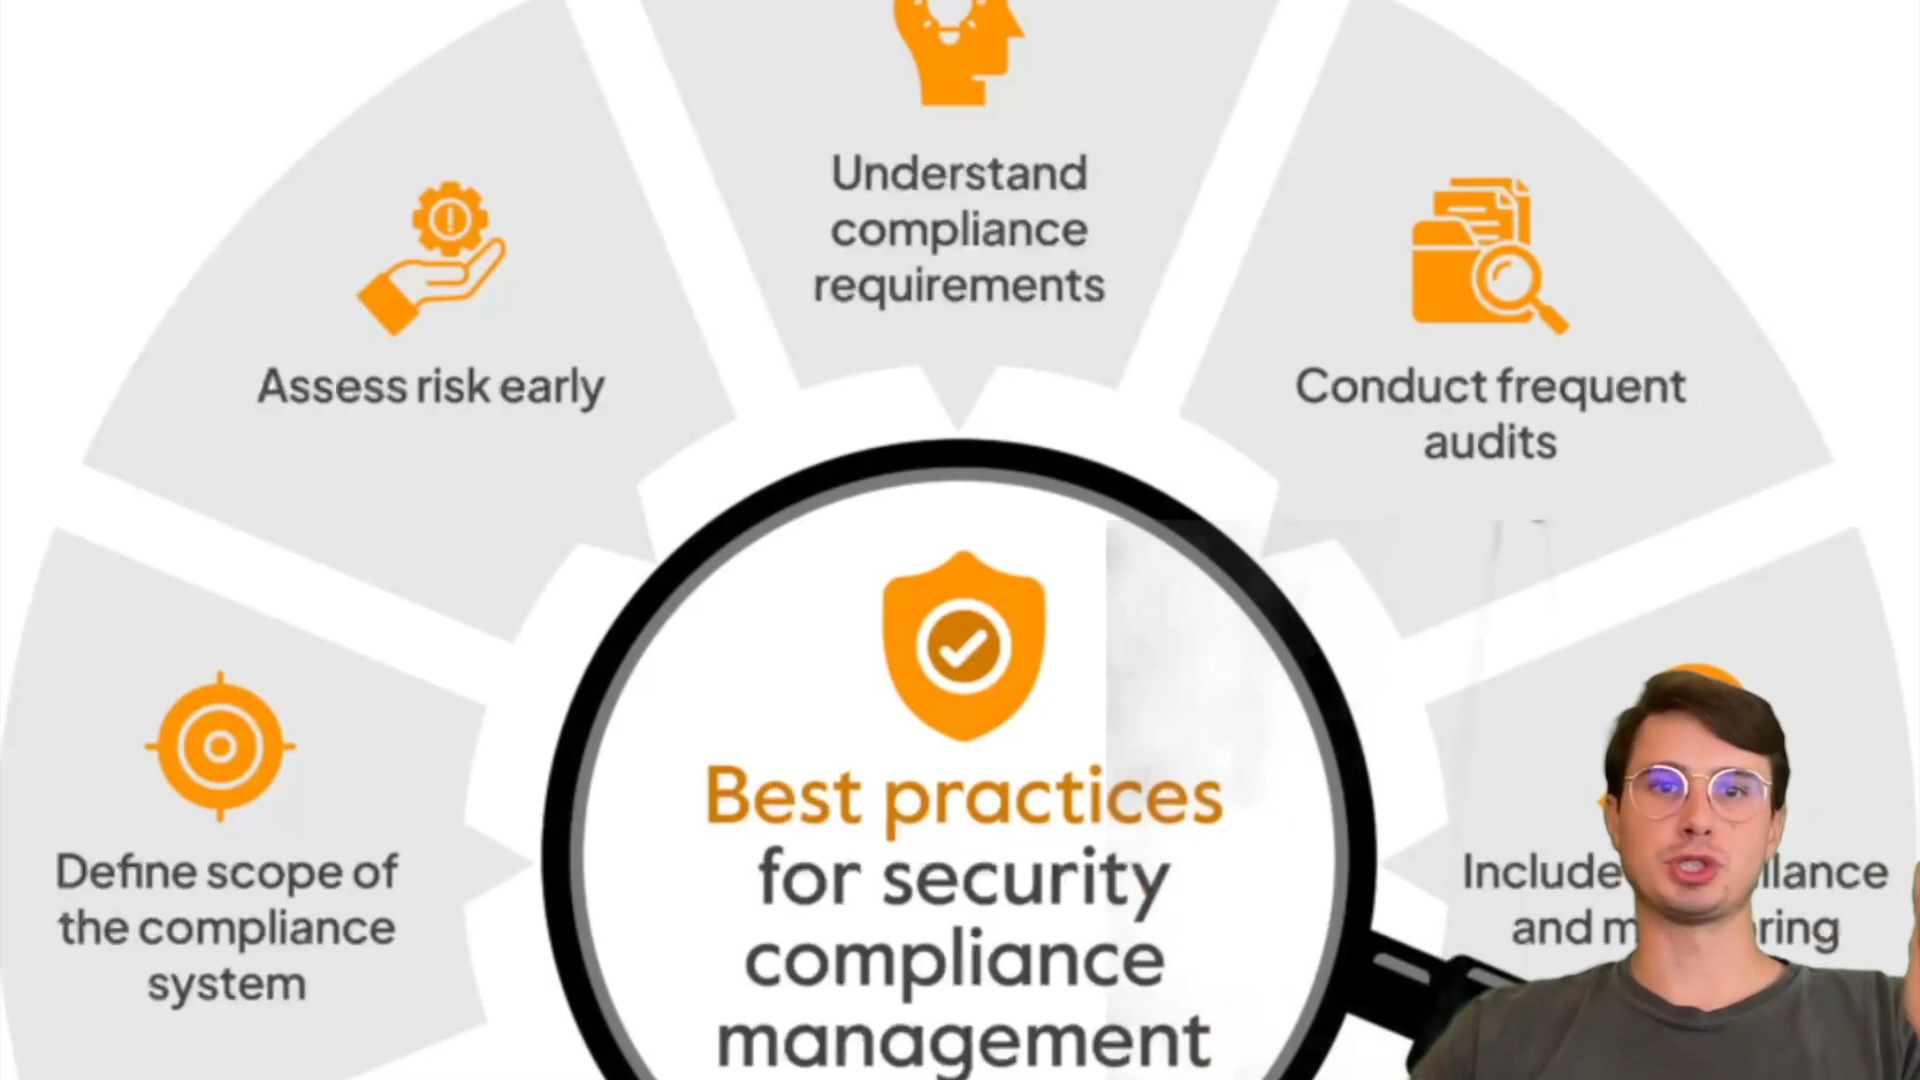 Understand
compliance
requirements
Assess risk early
Conduct frequent
audits
Best practices
for security
compliance
management
Define scope of
the compliance
system
Include
and